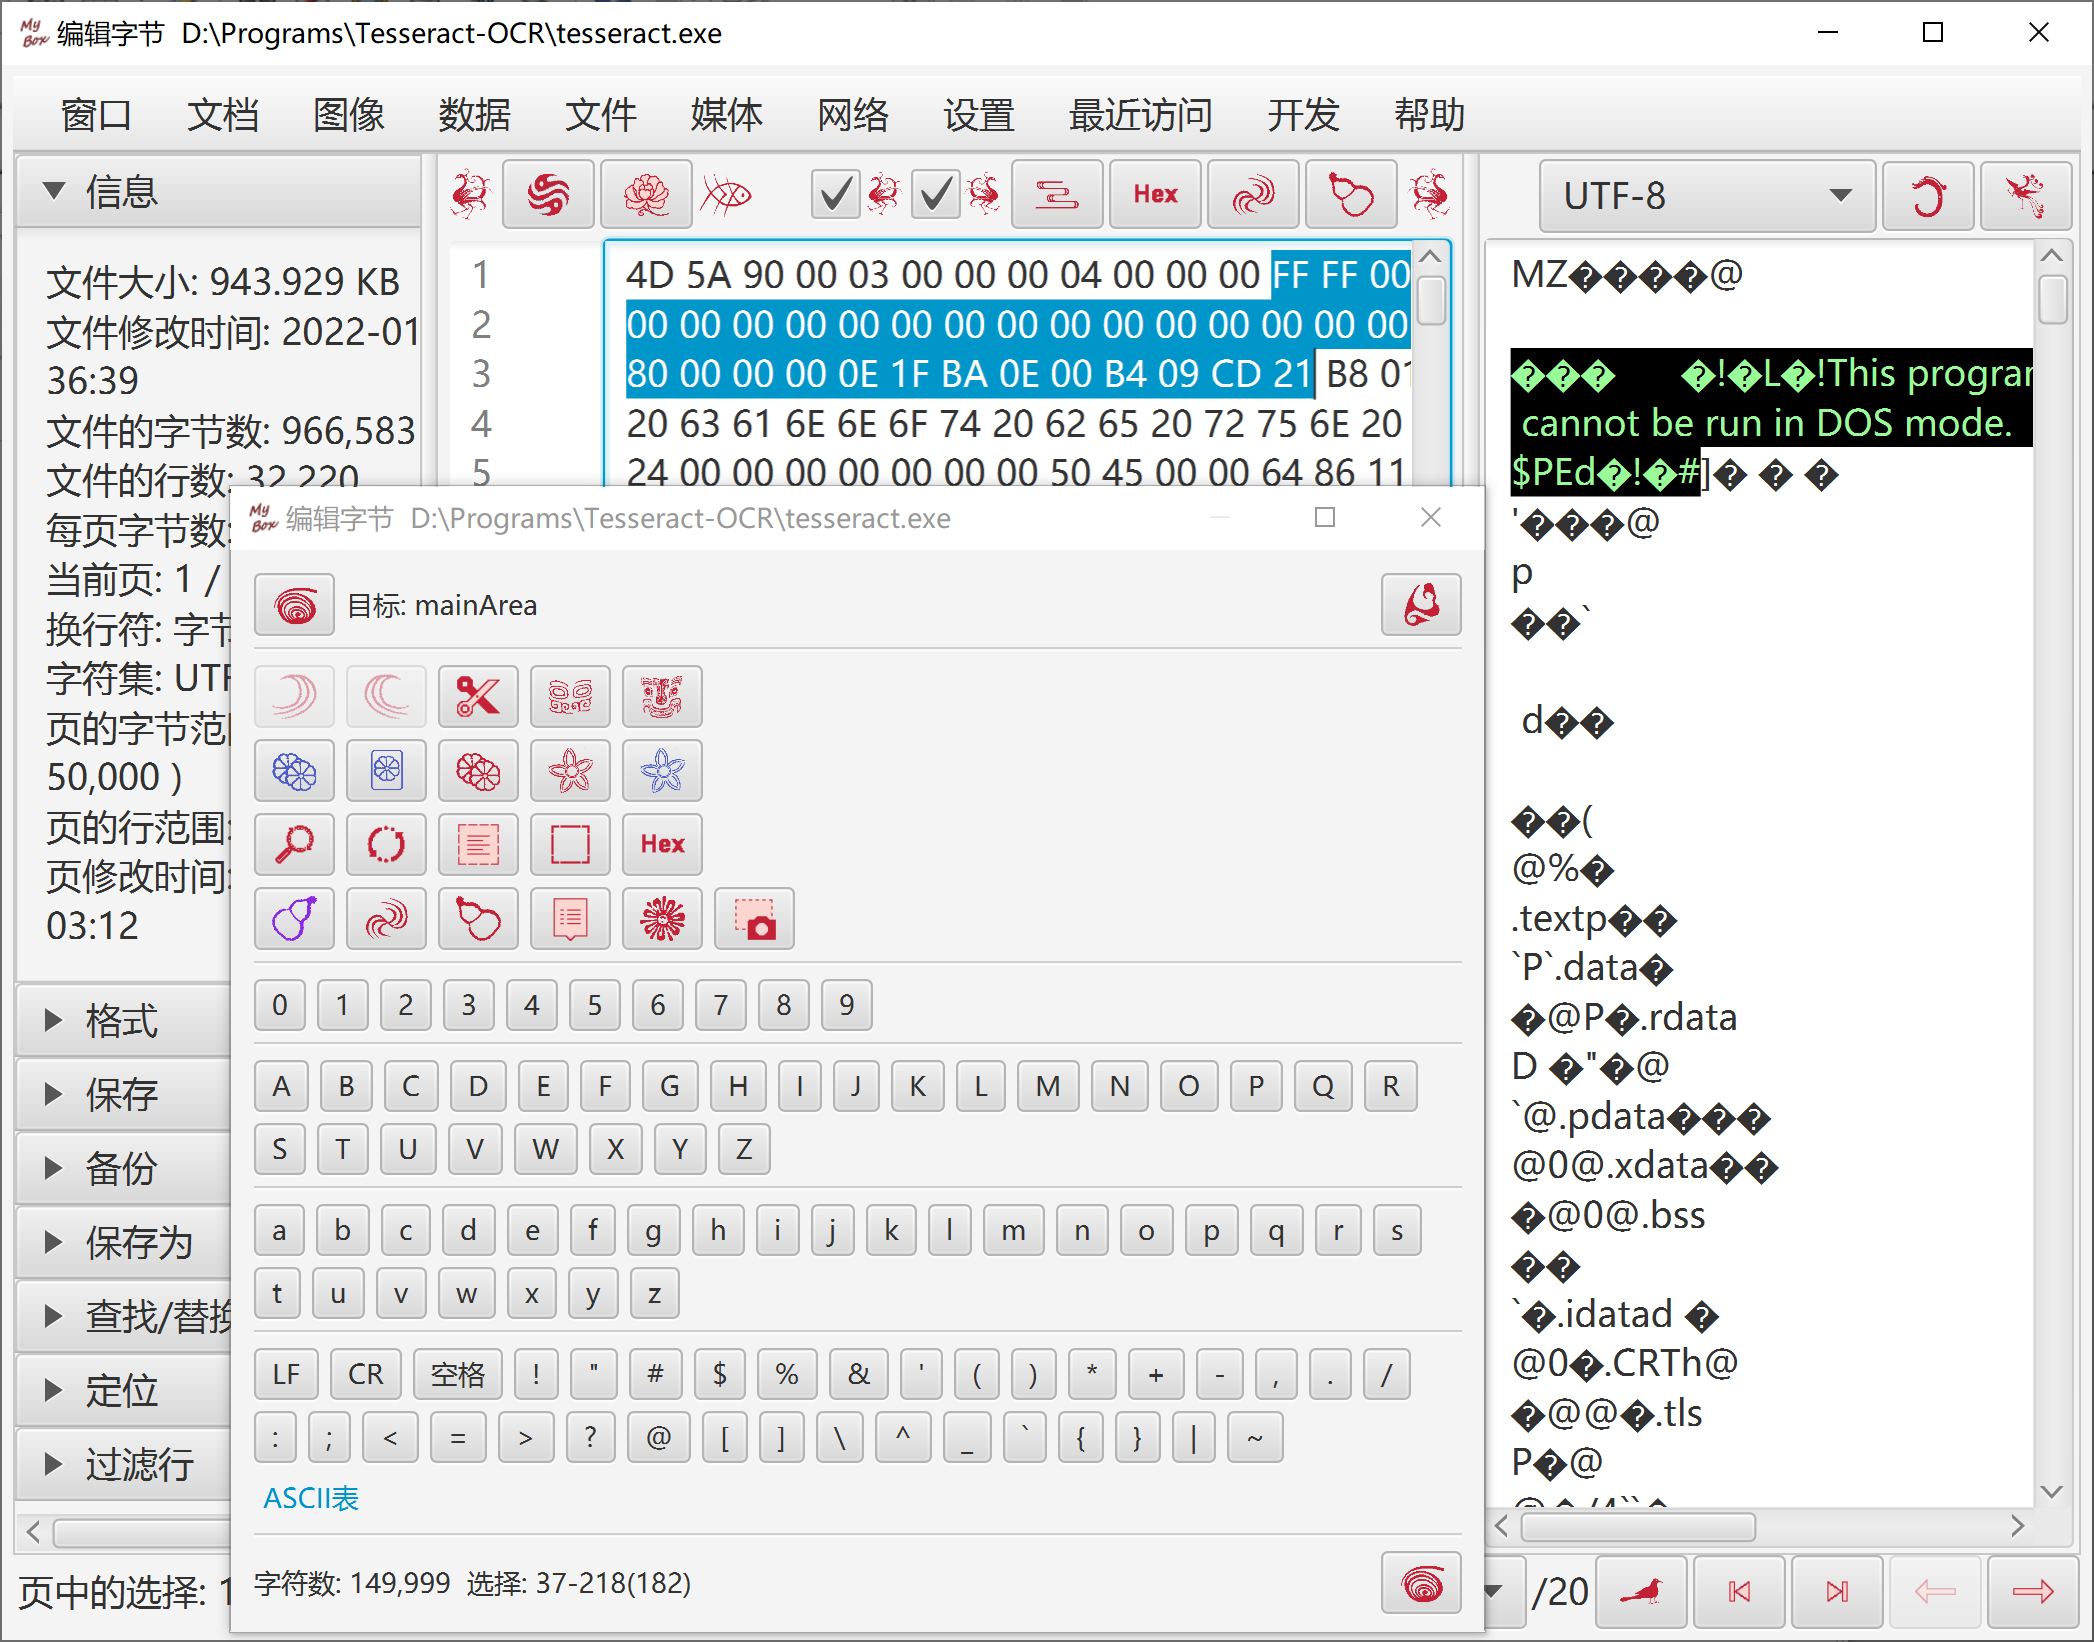 My Box 编辑字节 D:\Programs\Tesseract-OCR\tesseract.exe
窗口 文档 图像 数据 文件 媒体 网络 设置 最近访问 开发 帮助
信息
文件大小: 943.929 KB
文件修改时间: 2022-01
36:39
文件的字节数: 966,583
文件的行数: 32,220
每页字节数:
当前页: 1 /
换行符: 字节
字符集: UTF
页的字节范围
50,000 )
页的行范围:
页修改时间:
03:12
格式
保存
备份
保存为
查找/替换
定位
过滤行
页中的选择: 1
Hex
1 4D 5A 90 00 03 00 00 00 04 00 00 00 FF FF 00
2 00 00 00 00 00 00 00 00 00 00 00 00 00 00 00
3 80 00 00 00 0E 1F BA 0E 00 B4 09 CD 21 B8 01
4 20 63 61 6E 6E 6F 74 20 62 65 20 72 75 6E 20
5 24 00 00 00 00 00 00 00 50 45 00 00 64 86 11
UTF-8
MZ����@
��� �!�L�!This program
cannot be run in DOS mode.
$PEd�!�#]� � �
'���@
p
��`
d��
��(
@%�
.textp��
`P`.data�
�@P�.rdata
D �"�@
`@.pdata���
@0@.xdata��
�@0@.bss
��
`�.idatad �
@0�.CRTh@
�@@�.tls
P�@
@�/4``�
/20
My Box 编辑字节 D:\Programs\Tesseract-OCR\tesseract.exe
目标: mainArea
Hex
0 1 2 3 4 5 6 7 8 9
A B C D E F G H I J K L M N O P Q R
S T U V W X Y Z
a b c d e f g h i j k l m n o p q r s
t u v w x y z
LF CR 空格 ! " # $ % & ' ( ) * + - , . /
: ; < = > ? @ [ ] \ ^ _ ` { } | ~
ASCII表
字符数: 149,999 选择: 37-218(182)